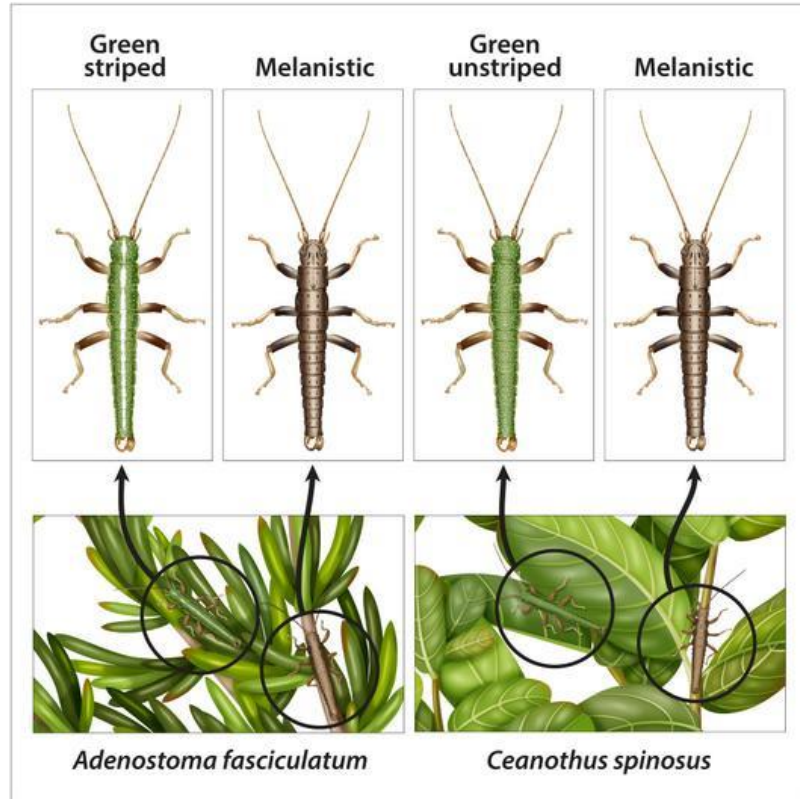 Green
striped
Melanistic
Green
unstriped
Melanistic
Adenostoma fasciculatum
Ceanothus spinosus